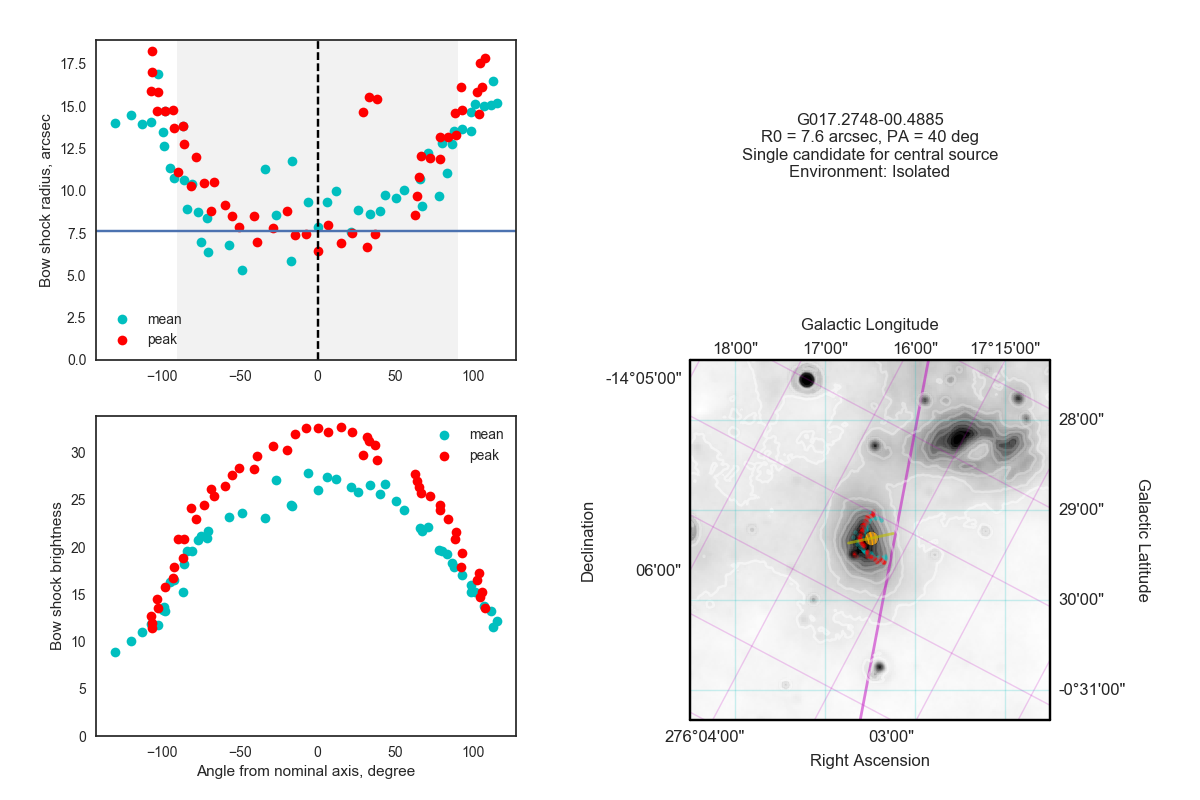 17.5
15.0
12.5
10.0
7.5
5.0
2.5
0.0
Bow shock radius, arcsec
mean
peak
−100
−50
0
50
100
G017.2748-00.4885
R0 = 7.6 arcsec, PA = 40 deg
Single candidate for central source
Environment: Isolated
30
25
20
15
10
5
0
Bow shock brightness
mean
peak
−100
−50
0
50
100
Angle from nominal axis, degree
Galactic Longitude
18'00"
17'00"
16'00"
17°15'00"
-14°05'00"
06'00"
Declination
28'00"
29'00"
30'00"
-0°31'00"
Galactic Latitude
276°04'00"
03'00"
Right Ascension